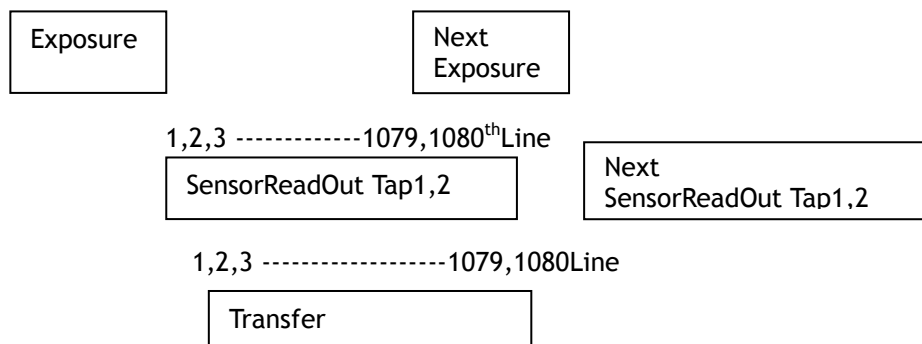 Exposure
Next
Exposure
1,2,3 -------------1079,1080thLine
SensorReadOut Tap1,2
Next
SensorReadOut Tap1,2
1,2,3 -------------------1079,1080Line
Transfer